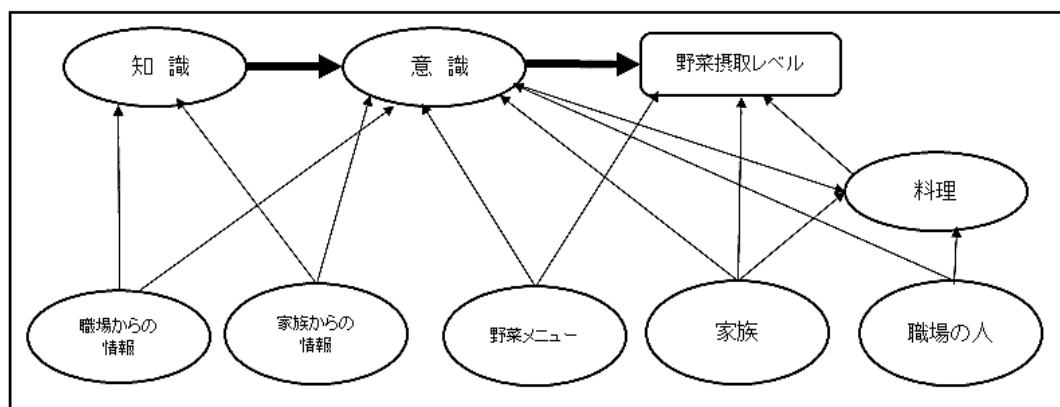 知 識
意 識
野菜摂取レベル
料理
職場からの
情報
家族からの
情報
野菜メニュー
家族
職場の人